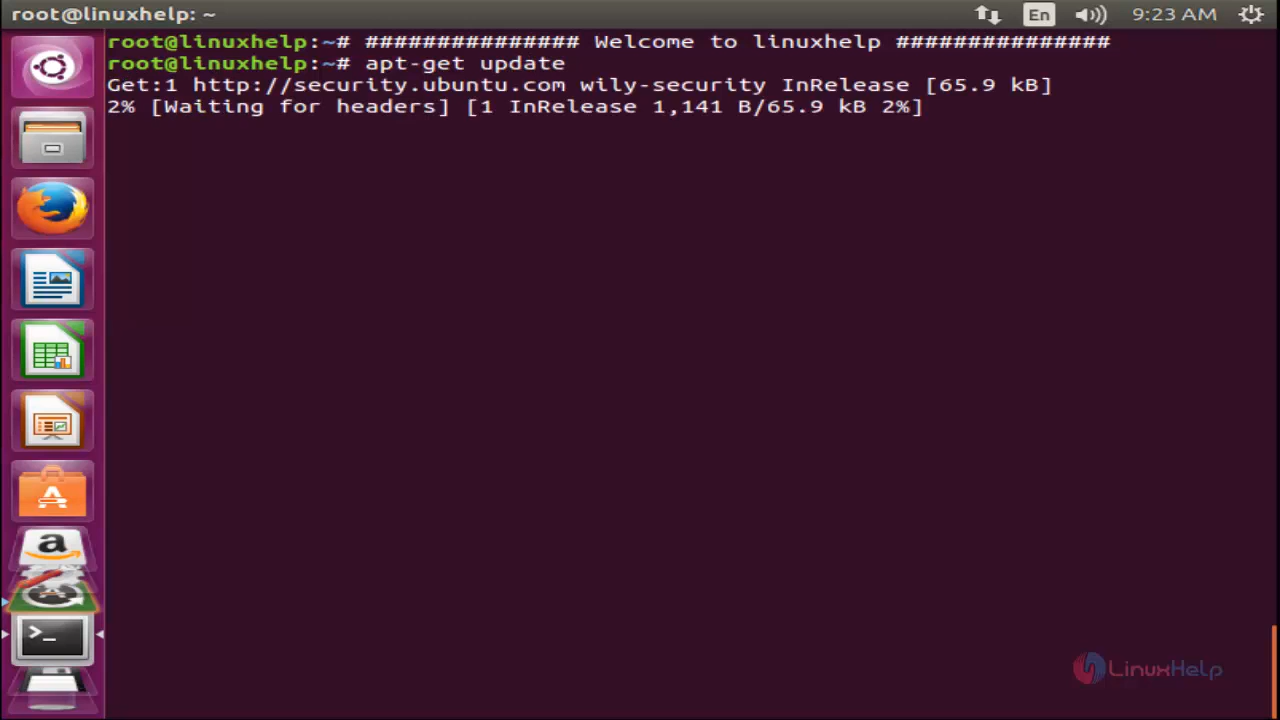 root@linuxhelp: ~
En
9:23 AM
root@linuxhelp:~# ############### Welcome to linuxhelp ###############
root@linuxhelp:~# apt-get update
Get:1 http://security.ubuntu.com wily-security InRelease [65.9 kB]
2% [Waiting for headers] [1 InRelease 1,141 B/65.9 kB 2%]
LinuxHelp